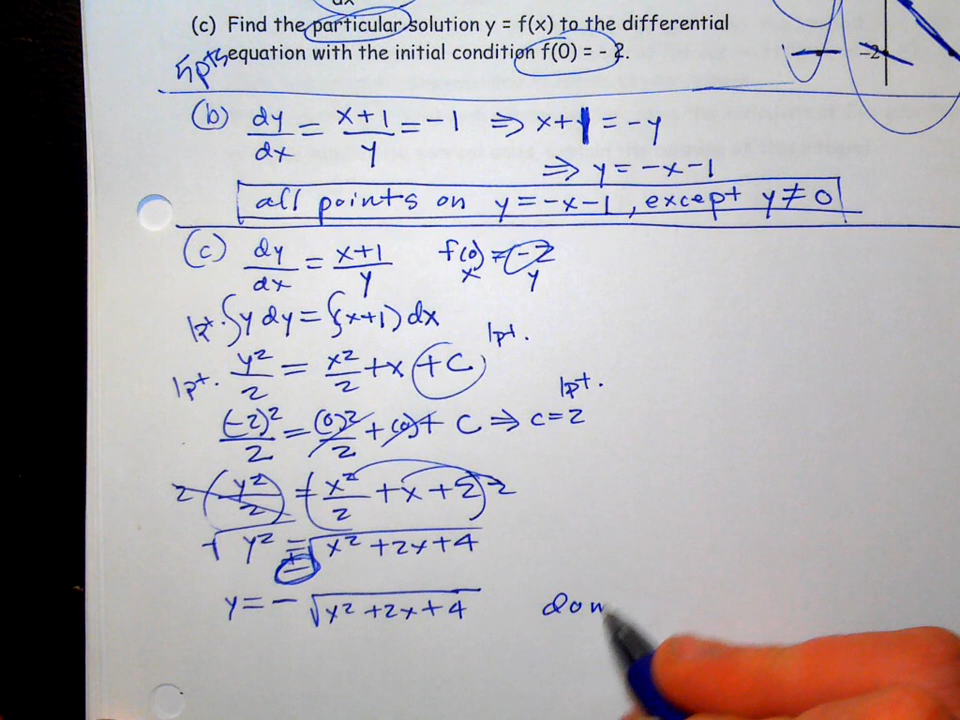 dx
(c) Find the particular solution y = f(x) to the differential
equation with the initial condition f(0) = - 2.
5pts
-2
(b) dy/dx = x+1/y = -1 ⇒ x+1 = -y
⇒ y = -x-1
all points on y = -x-1, except y ≠ 0
(c) dy/dx = x+1/y f(0) = -2
x y
1pt. ∫y dy = ∫(x+1) dx
1pt. y²/2 = x²/2 + x + C 1pt.
(-2)²/2 = (0)²/2 + (0) + C ⇒ c = 2 1pt.
2(y²/2) = (x²/2 + x + 2)2
√y² = ±√x² + 2x + 4
y = -√x² + 2x + 4 dom